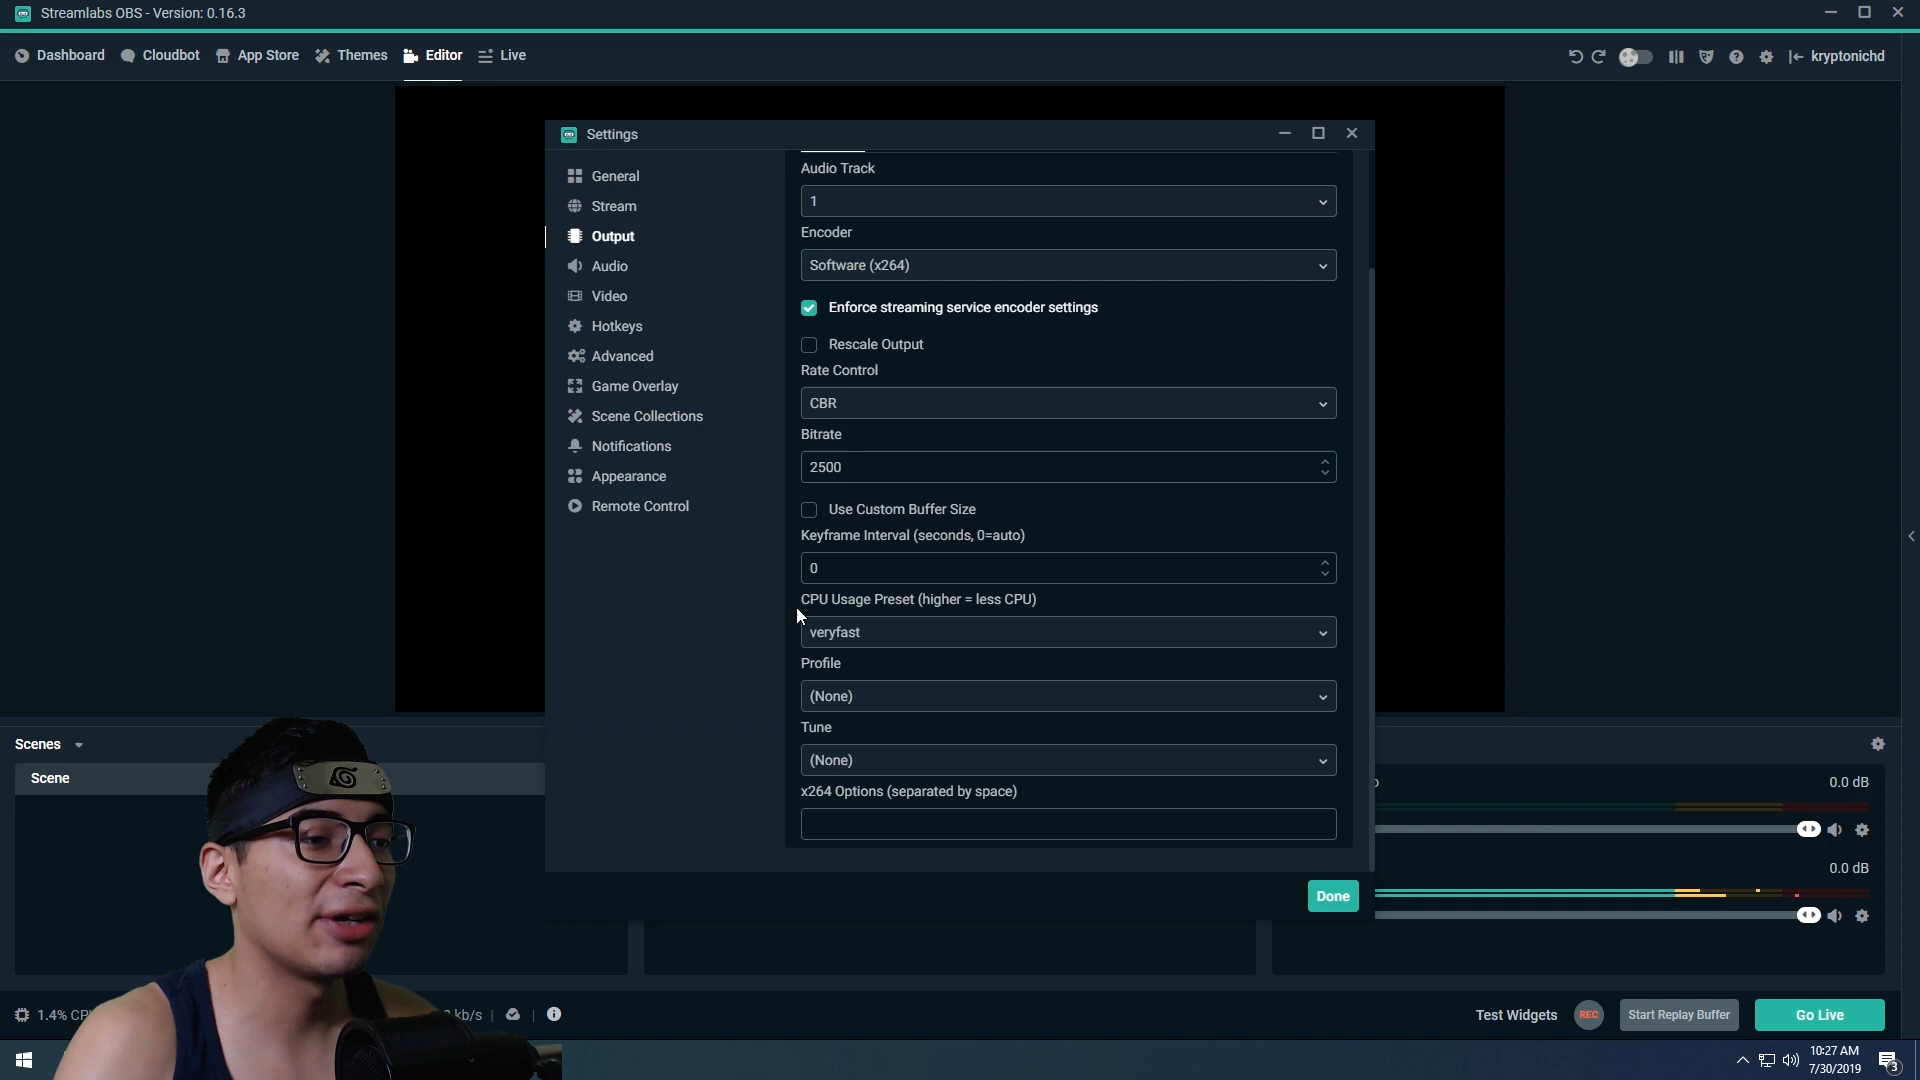 Streamlabs OBS - Version: 0.16.3
Dashboard Cloudbot App Store Themes Editor Live kryptonichd
Settings
General
Stream
Output
Audio
Video
Hotkeys
Advanced
Game Overlay
Scene Collections
Notifications
Appearance
Remote Control
Audio Track
1
Encoder
Software (x264)
Enforce streaming service encoder settings
Rescale Output
Rate Control
CBR
Bitrate
2500
Use Custom Buffer Size
Keyframe Interval (seconds, 0=auto)
0
CPU Usage Preset (higher = less CPU)
veryfast
Profile
(None)
Tune
(None)
x264 Options (separated by space)
Done
Scenes
Scene
0.0 dB
0.0 dB
1.4% CP kb/s Test Widgets REC Start Replay Buffer Go Live
10:27 AM
7/30/2019
3